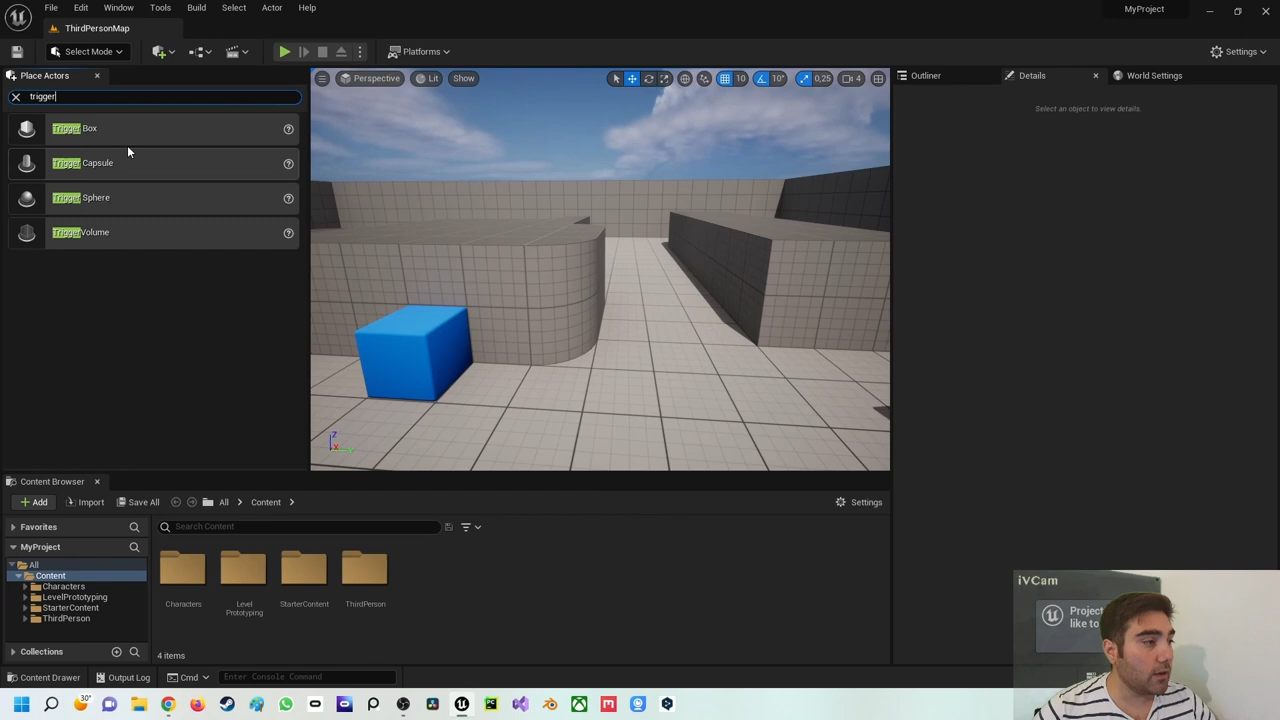 File Edit Window Tools Build Select Actor Help
MyProject
ThirdPersonMap
Select Mode
Platforms
Settings
Place Actors
trigger
Trigger Box
Trigger Capsule
Trigger Sphere
TriggerVolume
Perspective Lit Show
10 10° 0,25 4
Z
X
Y
Outliner Details World Settings
Select an object to view details.
Content Browser
Add Import Save All All Content Settings
Favorites
Search Content
MyProject
All
Content
Characters
LevelPrototyping
StarterContent
ThirdPerson
Characters
Level
Prototyping
StarterContent
ThirdPerson
Collections
4 items
Content Drawer Output Log Cmd Enter Console Command
30°
iVCam
Project
like to